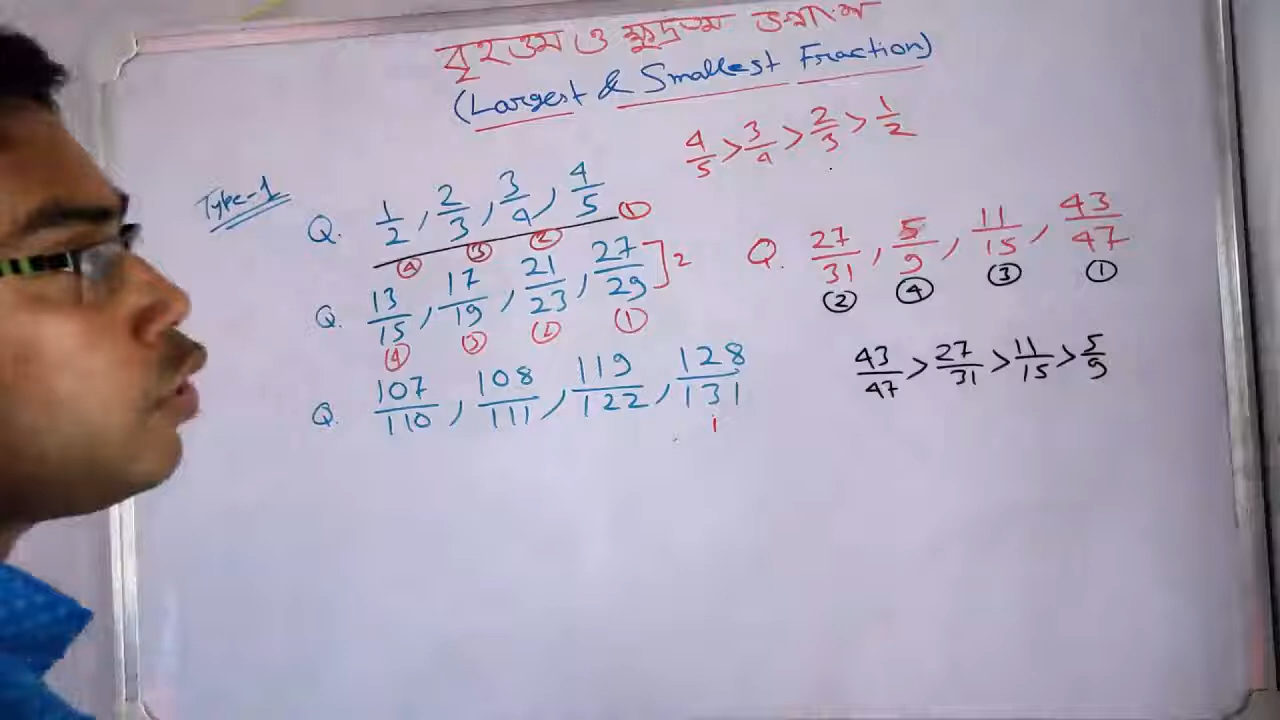 বৃহত্তম ও ক্ষুদ্রতম ভগ্নাংশ
(Largest & Smallest Fraction)
4/5 > 3/4 > 2/3 > 1/2
Type-1
Q. 1/2, 2/3, 3/4, 4/5
④ ③ ② ①
Q. 13/15, 17/19, 21/23, 27/29 ] 2
④ ③ ② ①
Q. 107/110, 108/111, 119/122, 128/131
Q. 27/31, 5/9, 11/15, 43/47
② ④ ③ ①
43/47 > 27/31 > 11/15 > 5/9